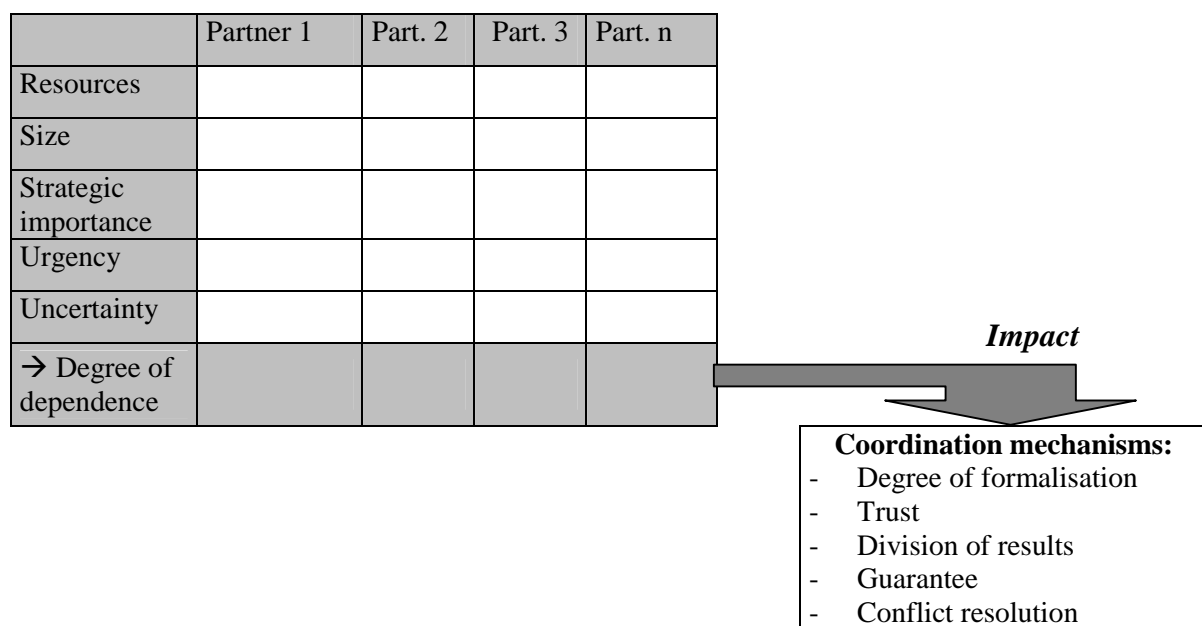 Partner 1 Part. 2 Part. 3 Part. n
Resources
Size
Strategic
importance
Urgency
Uncertainty
→ Degree of
dependence
Impact
Coordination mechanisms:
- Degree of formalisation
- Trust
- Division of results
- Guarantee
- Conflict resolution